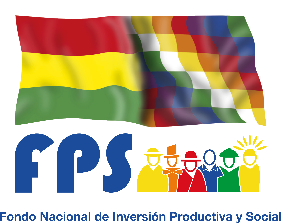 FPS
Fondo Nacional de Inversión Productiva y Social